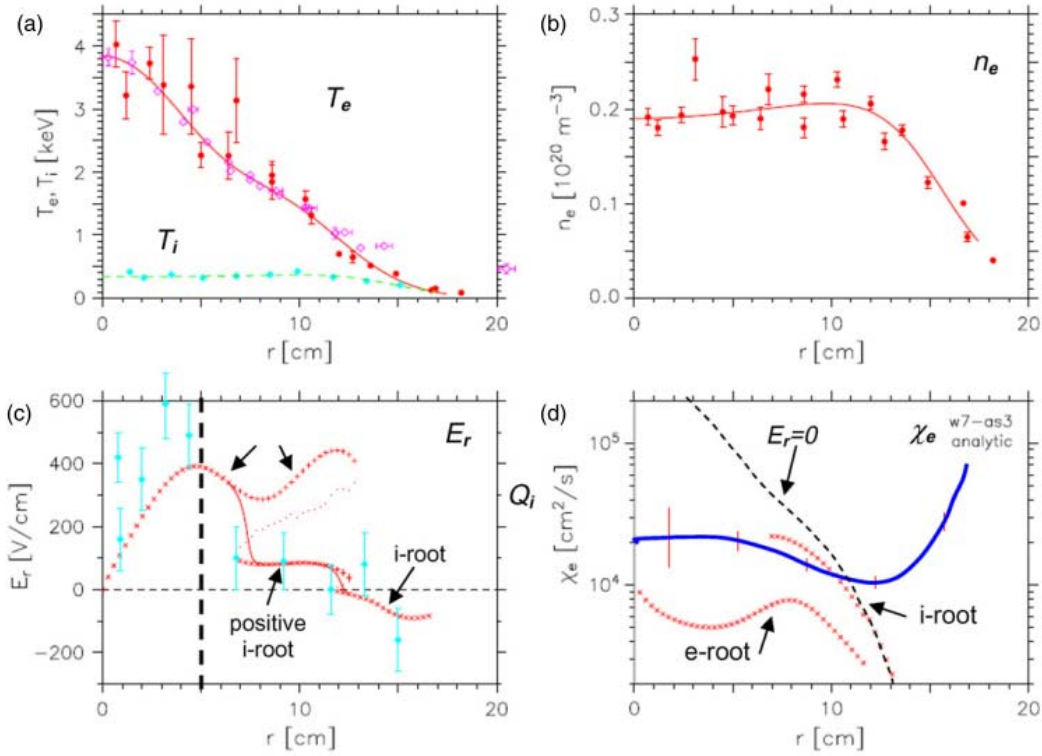 (a)
4
3
2
1
0
T_e, T_i [keV]
T_e
T_i
0
10
20
r [cm]
(b)
0.3
0.2
0.1
0.0
n_e [10^20 m^-3]
n_e
0
10
20
r [cm]
(c)
600
400
200
0
-200
E_r [V/cm]
E_r
positive
i-root
i-root
0
10
20
r [cm]
Q_i
(d)
10^5
10^4
χ_e [cm^2/s]
E_r=0
χ_e
w7-as3
analytic
e-root
i-root
0
10
20
r [cm]